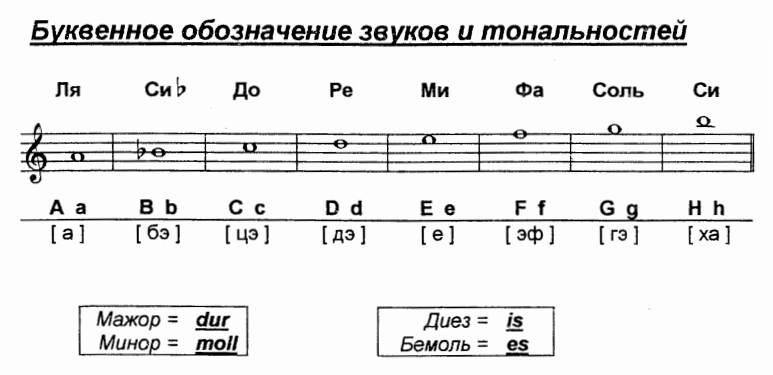 Буквенное обозначение звуков и тональностей
Ля Си♭ До Ре Ми Фа Соль Си
A a B b C c D d E e F f G g H h
[ а ] [ бэ ] [ цэ ] [ дэ ] [ е ] [ эф ] [ гэ ] [ ха ]
Мажор = dur
Минор = moll
Диез = is
Бемоль = es